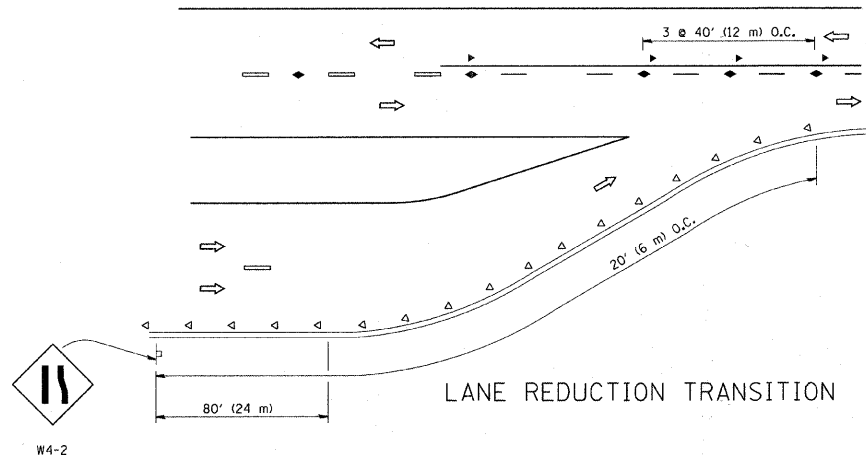 3 @ 40' (12 m) O.C.
20' (6 m) O.C.
LANE REDUCTION TRANSITION
80' (24 m)
W4-2